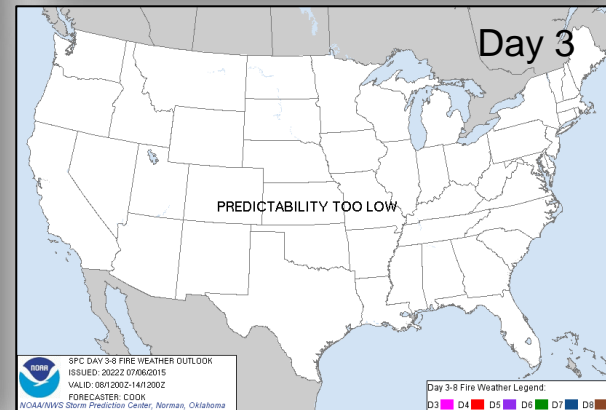 Day 3
PREDICTABILITY TOO LOW
NOAA
SPC DAY 3-8 FIRE WEATHER OUTLOOK
ISSUED: 2022Z 07/06/2015
VALID: 08/1200Z-14/1200Z
FORECASTER: COOK
NOAA/NWS Storm Prediction Center, Norman, Oklahoma
Day 3-8 Fire Weather Legend:
D3 D4 D5 D6 D7 D8